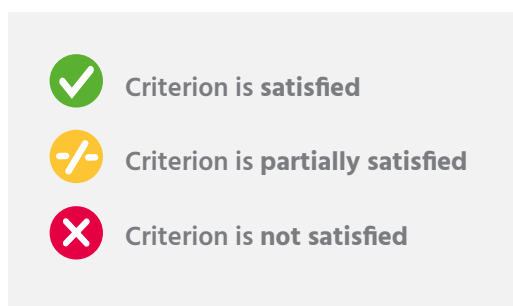 Criterion is satisfied
Criterion is partially satisfied
Criterion is not satisfied